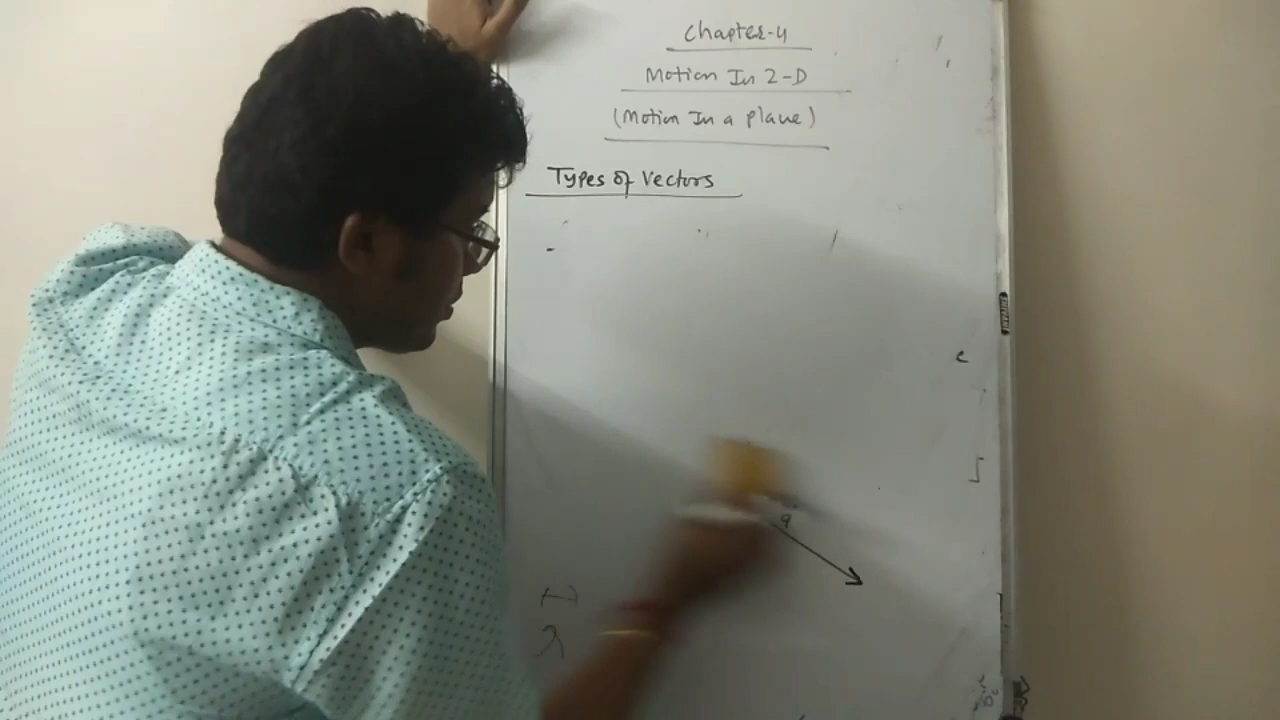 Chapter-4
Motion In 2-D
(Motion In a plane)
Types of Vectors